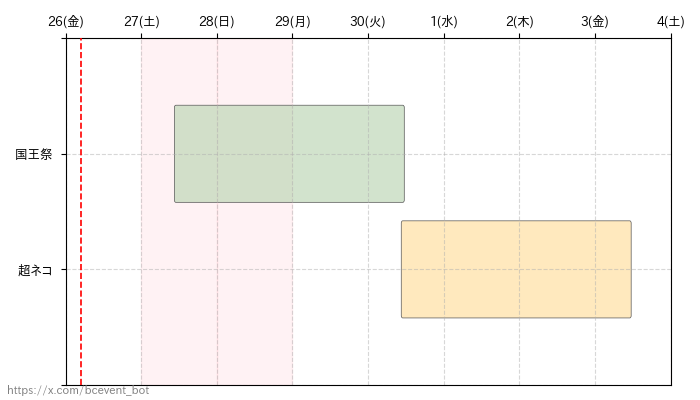 26(金) 27(土) 28(日) 29(月) 30(火) 1(水) 2(木) 3(金) 4(土)
国王祭
超ネコ
https://x.com/bcevent_bot